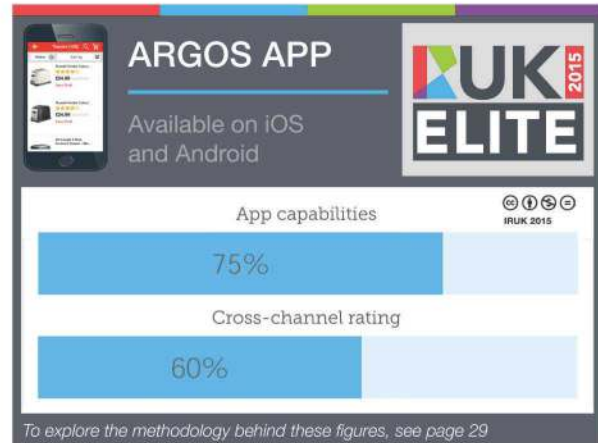 ARGOS APP
Available on iOS
and Android
RUK
2015
ELITE
App capabilities
IRUK 2015
75%
Cross-channel rating
60%
To explore the methodology behind these figures, see page 29